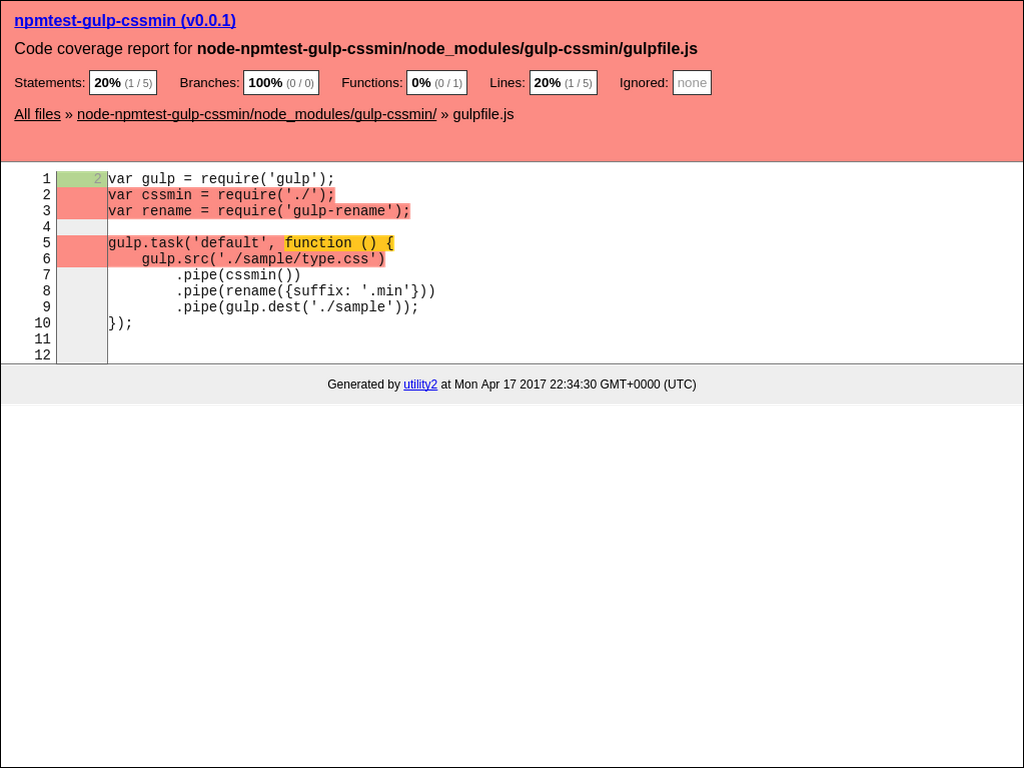 npmtest-gulp-cssmin (v0.0.1)
Code coverage report for node-npmtest-gulp-cssmin/node_modules/gulp-cssmin/gulpfile.js
Statements: 20% (1 / 5) Branches: 100% (0 / 0) Functions: 0% (0 / 1) Lines: 20% (1 / 5) Ignored: none
All files » node-npmtest-gulp-cssmin/node_modules/gulp-cssmin/ » gulpfile.js
1 2 var gulp = require('gulp');
2 var cssmin = require('./');
3 var rename = require('gulp-rename');
4
5 gulp.task('default', function () {
6     gulp.src('./sample/type.css')
7         .pipe(cssmin())
8         .pipe(rename({suffix: '.min'}))
9         .pipe(gulp.dest('./sample'));
10 });
11
12
Generated by utility2 at Mon Apr 17 2017 22:34:30 GMT+0000 (UTC)